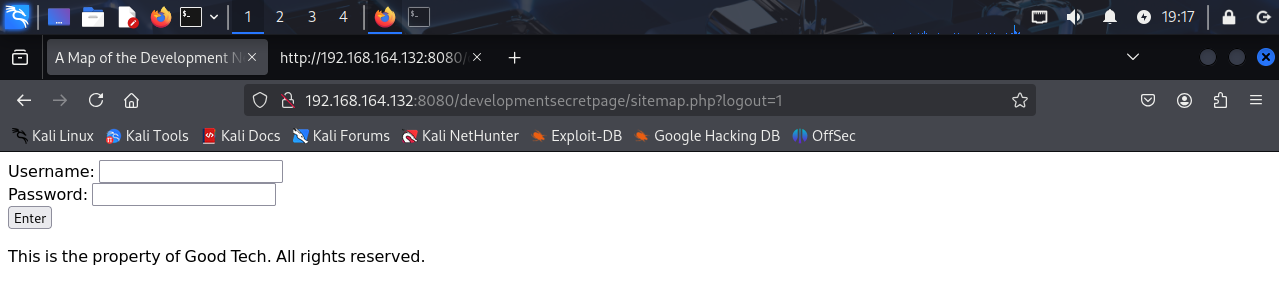 1 2 3 4 19:17
A Map of the Development N http://192.168.164.132:8080/
192.168.164.132:8080/developmentsecretpage/sitemap.php?logout=1
Kali Linux Kali Tools Kali Docs Kali Forums Kali NetHunter Exploit-DB Google Hacking DB OffSec
Username:
Password:
Enter
This is the property of Good Tech. All rights reserved.